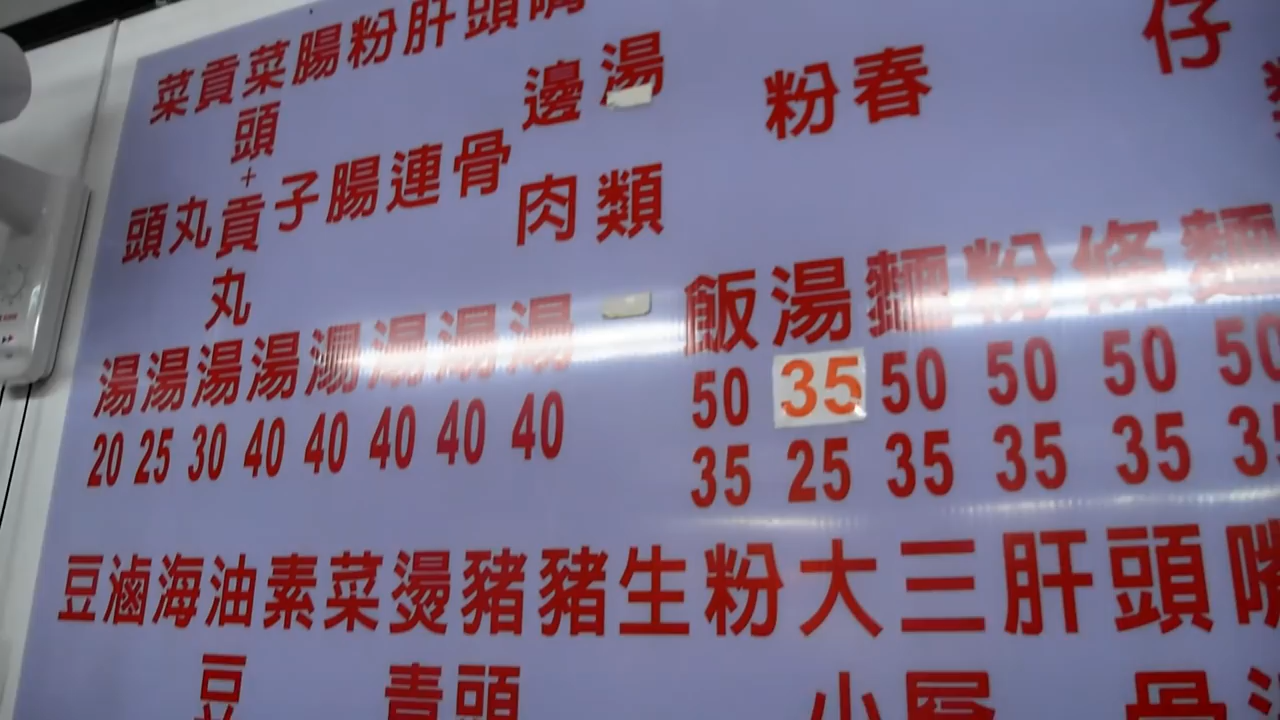 菜貢菜腸粉肝頭嘴
頭
+
頭丸貢子腸連骨
丸
湯湯湯湯湯湯湯湯
20 25 30 40 40 40 40 40
邊湯
肉類
粉春
仔
飯湯麵粉條麵
50 35 50 50 50 50
35 25 35 35 35 35
豆滷海油素菜燙豬豬生粉大三肝頭嘴
豆 青頭 小層 骨